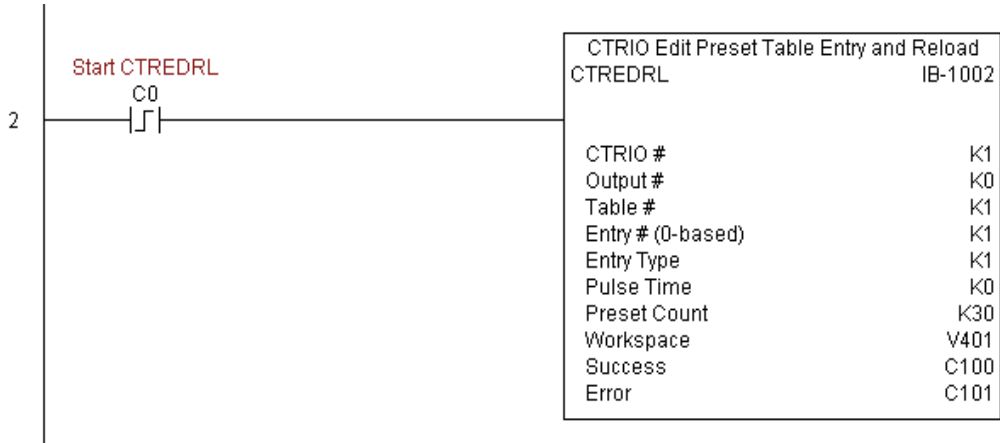 CTRIO Edit Preset Table Entry and Reload
Start CTREDRL
CTREDRL IB-1002
C0
2
CTRIO # K1
Output # K0
Table # K1
Entry # (0-based) K1
Entry Type K1
Pulse Time K0
Preset Count K30
Workspace V401
Success C100
Error C101